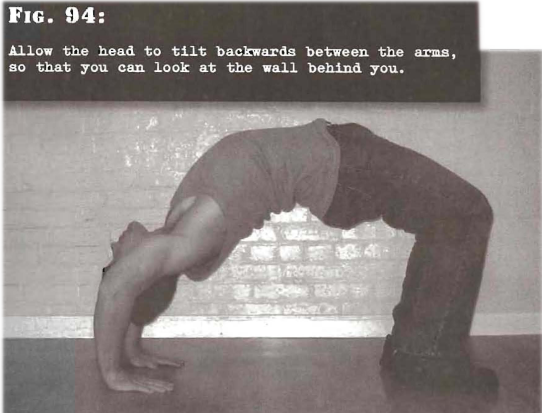 FIG. 94:
Allow the head to tilt backwards between the arms,
so that you can look at the wall behind you.